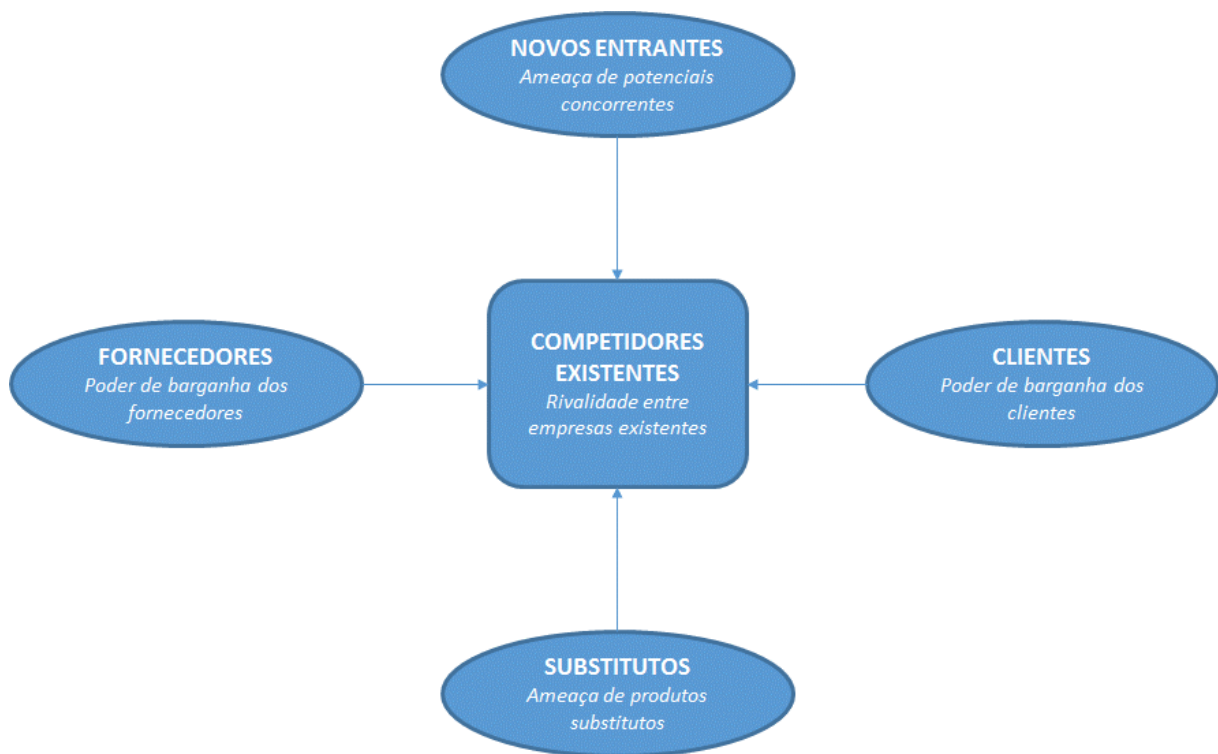 NOVOS ENTRANTES
Ameaça de potenciais
concorrentes
FORNECEDORES
Poder de barganha dos
fornecedores
COMPETIDORES
EXISTENTES
Rivalidade entre
empresas existentes
CLIENTES
Poder de barganha dos
clientes
SUBSTITUTOS
Ameaça de produtos
substitutos